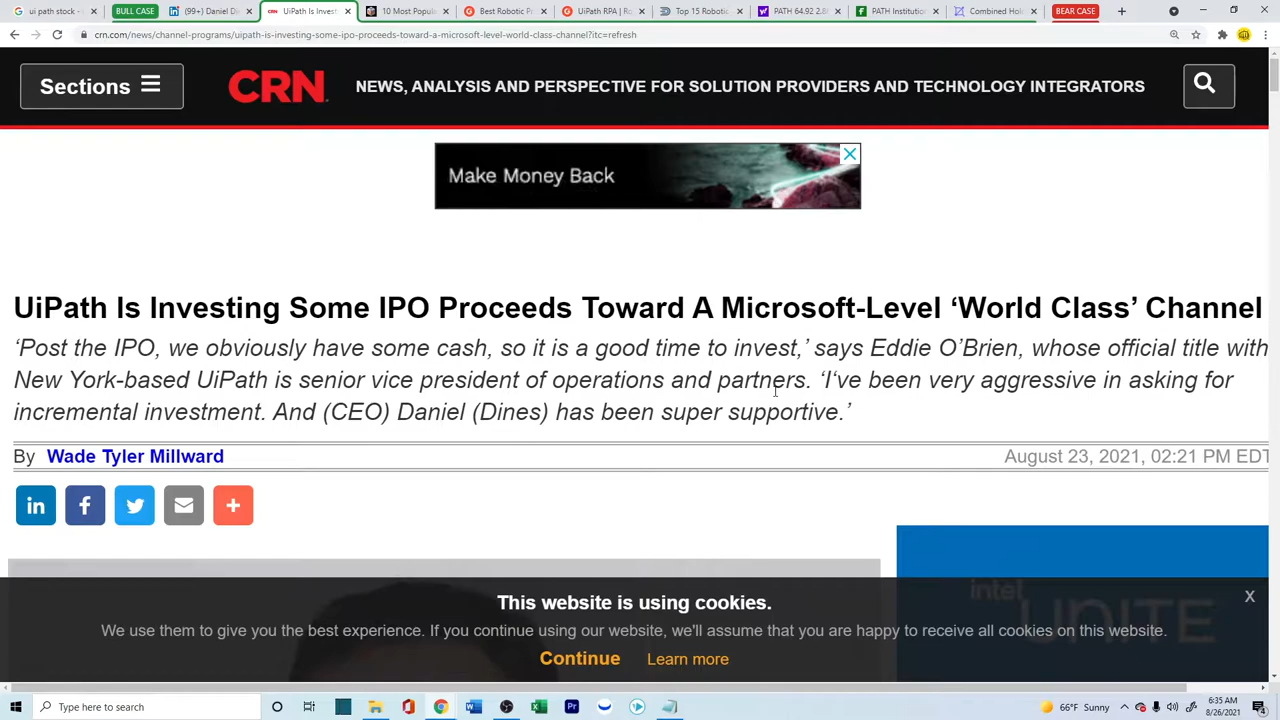 ui path stock -
BULL CASE
(99+) Daniel Di
UiPath Is Invest
10 Most Popula
Best Robotic P
UiPath RPA | Ro
Top 15 Robotic
PATH 64.92
PATH Institution
Combined Hol
BEAR CASE
crn.com/news/channel-programs/uipath-is-investing-some-ipo-proceeds-toward-a-microsoft-level-world-class-channel?itc=refresh
Sections
CRN
NEWS, ANALYSIS AND PERSPECTIVE FOR SOLUTION PROVIDERS AND TECHNOLOGY INTEGRATORS
Make Money Back
UiPath Is Investing Some IPO Proceeds Toward A Microsoft-Level ‘World Class’ Channel
‘Post the IPO, we obviously have some cash, so it is a good time to invest,’ says Eddie O’Brien, whose official title with
New York-based UiPath is senior vice president of operations and partners. ‘I‘ve been very aggressive in asking for
incremental investment. And (CEO) Daniel (Dines) has been super supportive.’
By Wade Tyler Millward
August 23, 2021, 02:21 PM EDT
intel
UNITE
This website is using cookies.
X
We use them to give you the best experience. If you continue using our website, we'll assume that you are happy to receive all cookies on this website.
Continue
Learn more
Type here to search
66°F Sunny
6:35 AM
8/26/2021